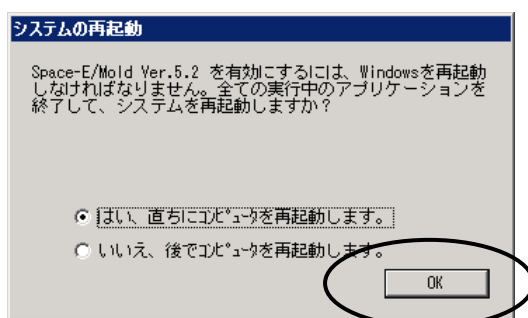 システムの再起動
Space-E/Mold Ver.5.2 を有効にするには、Windowsを再起動
しなければなりません。全ての実行中のアプリケーションを
終了して、システムを再起動しますか？
はい、直ちにｺﾝﾋﾟｭｰﾀを再起動します。
いいえ、後でｺﾝﾋﾟｭｰﾀを再起動します。
OK